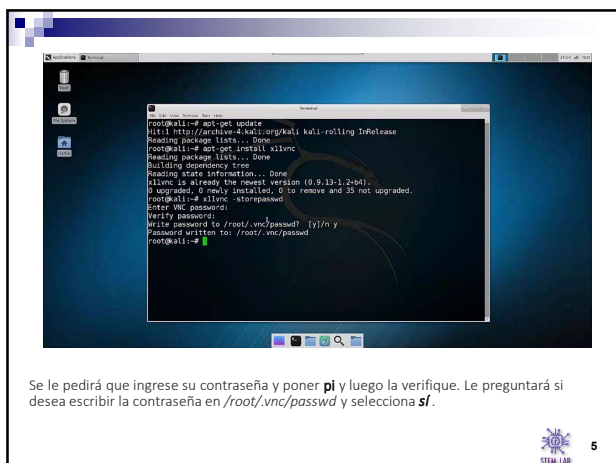 Applications Terminal 14:54 root
Trash
File System
Home
Terminal
File Edit View Terminal Tabs Help
root@kali:~# apt-get update
Hit:1 http://archive-4.kali.org/kali kali-rolling InRelease
Reading package lists... Done
root@kali:~# apt-get install x11vnc
Reading package lists... Done
Building dependency tree
Reading state information... Done
x11vnc is already the newest version (0.9.13-1.2+b4).
0 upgraded, 0 newly installed, 0 to remove and 35 not upgraded.
root@kali:~# x11vnc -storepasswd
Enter VNC password:
Verify password:
Write password to /root/.vnc/passwd? [y]/n y
Password written to: /root/.vnc/passwd
root@kali:~#
Se le pedirá que ingrese su contraseña y poner pi y luego la verifique. Le preguntará si
desea escribir la contraseña en /root/.vnc/passwd y selecciona sí .
STEM LAB
5